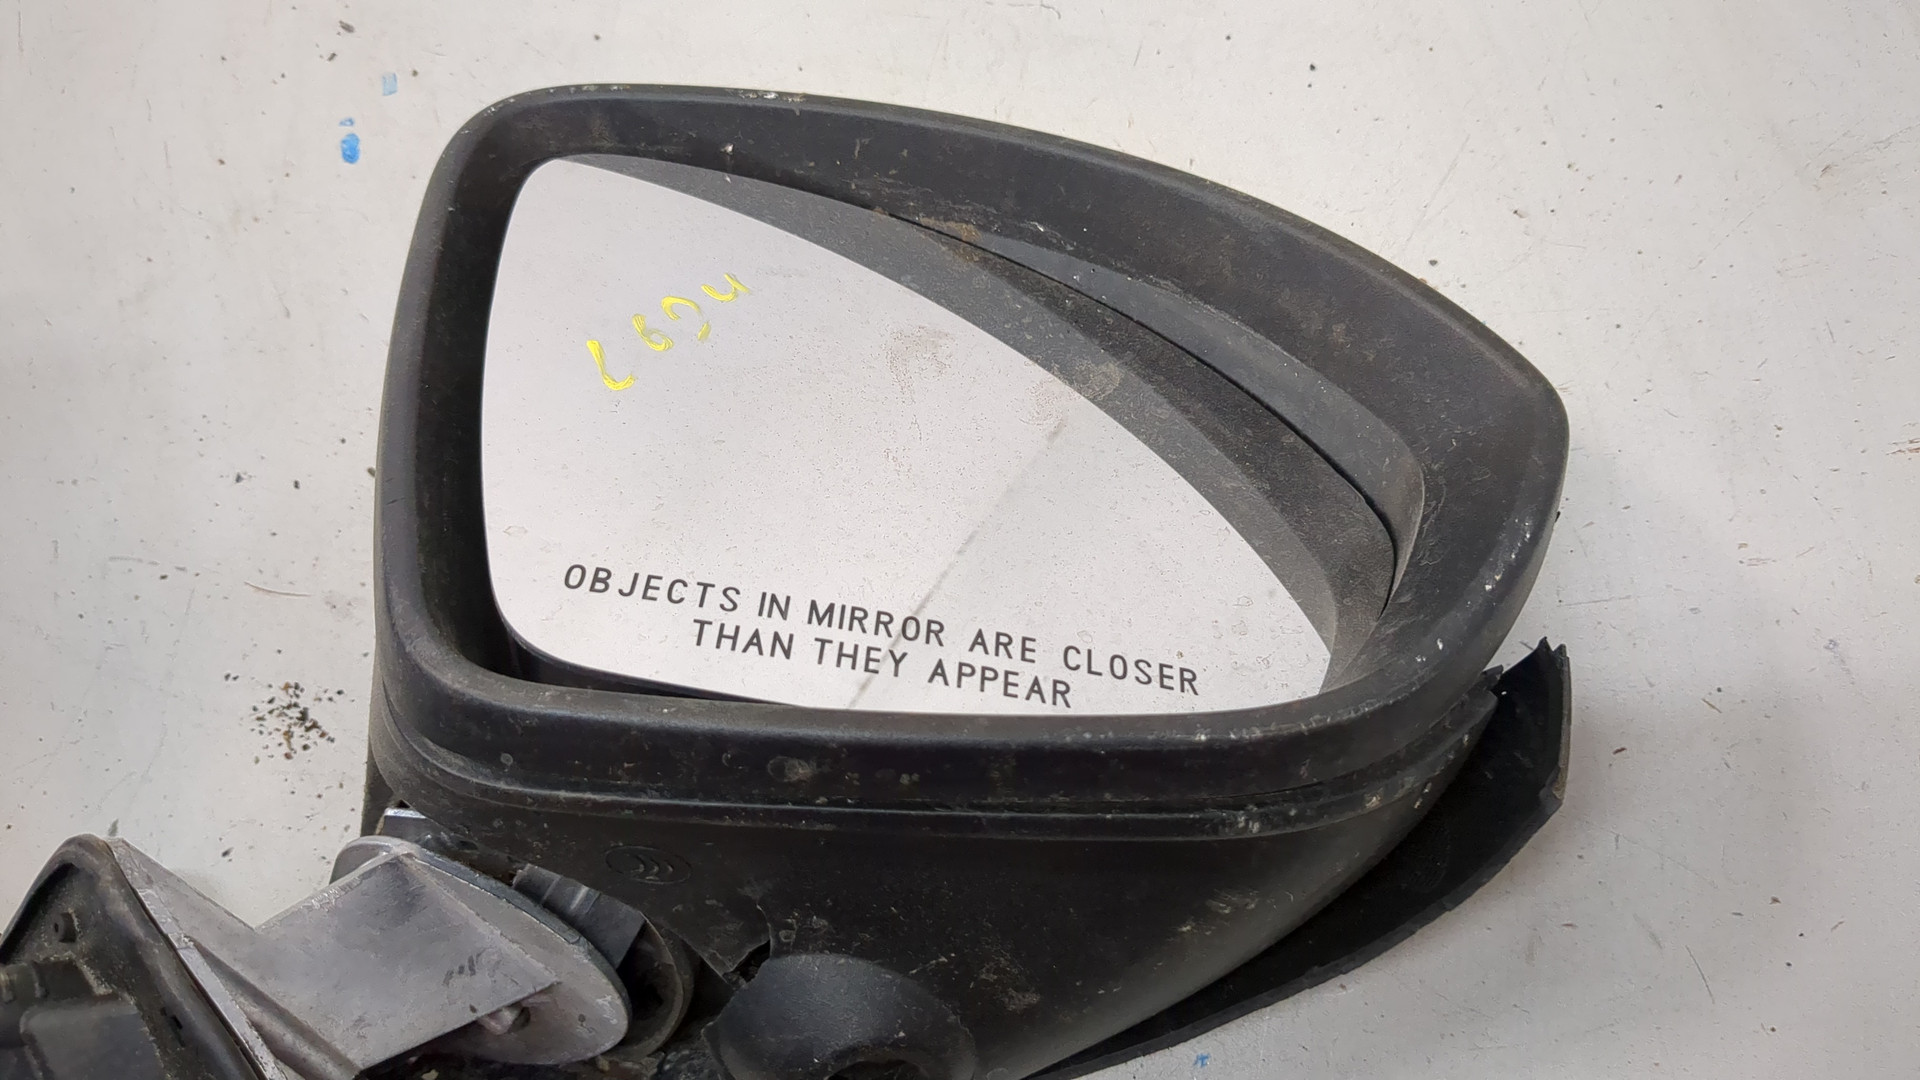 OBJECTS IN MIRROR ARE CLOSER
THAN THEY APPEAR